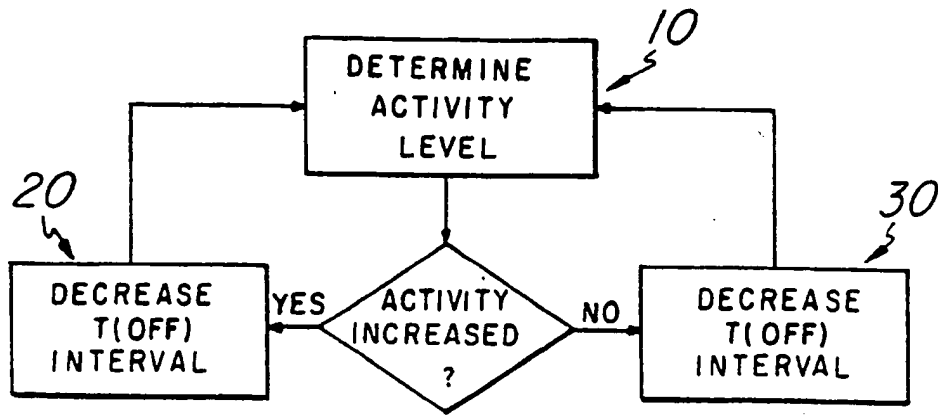 10
DETERMINE
ACTIVITY
LEVEL
20
30
DECREASE
T(OFF)
INTERVAL
YES
ACTIVITY
INCREASED
?
NO
DECREASE
T(OFF)
INTERVAL